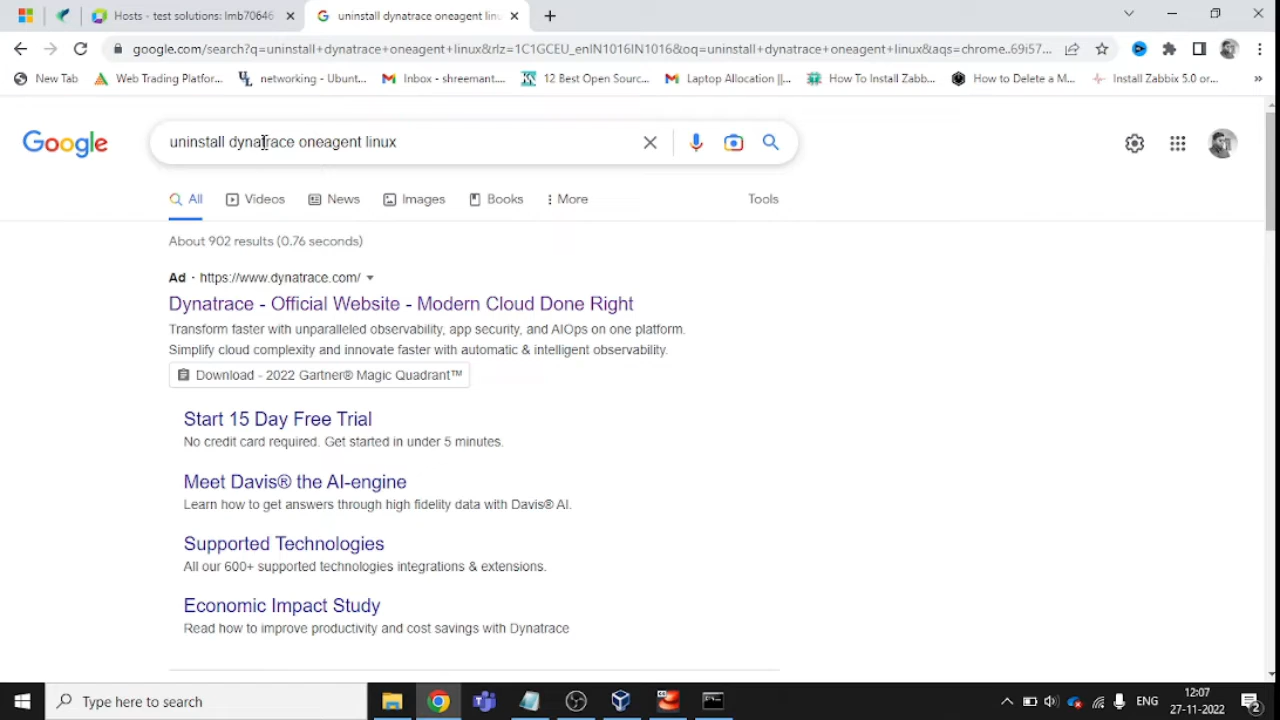 Hosts - test solutions: lmb70646
uninstall dynatrace oneagent lin
google.com/search?q=uninstall+dynatrace+oneagent+linux&rlz=1C1GCEU_enIN1016IN1016&oq=uninstall+dynatrace+oneagent+linux&aqs=chrome..69i57...
New Tab
Web Trading Platfor...
networking - Ubunt...
Inbox - shreemant....
12 Best Open Sourc...
Laptop Allocation ||...
How To Install Zabb...
How to Delete a M...
Install Zabbix 5.0 or...
»
Google
uninstall dynatrace oneagent linux
All
Videos
News
Images
Books
More
Tools
About 902 results (0.76 seconds)
Ad · https://www.dynatrace.com/
Dynatrace - Official Website - Modern Cloud Done Right
Transform faster with unparalleled observability, app security, and AIOps on one platform.
Simplify cloud complexity and innovate faster with automatic & intelligent observability.
Download - 2022 Gartner® Magic Quadrant™
Start 15 Day Free Trial
No credit card required. Get started in under 5 minutes.
Meet Davis® the AI-engine
Learn how to get answers through high fidelity data with Davis® AI.
Supported Technologies
All our 600+ supported technologies integrations & extensions.
Economic Impact Study
Read how to improve productivity and cost savings with Dynatrace
Type here to search
ENG
12:07
27-11-2022
2